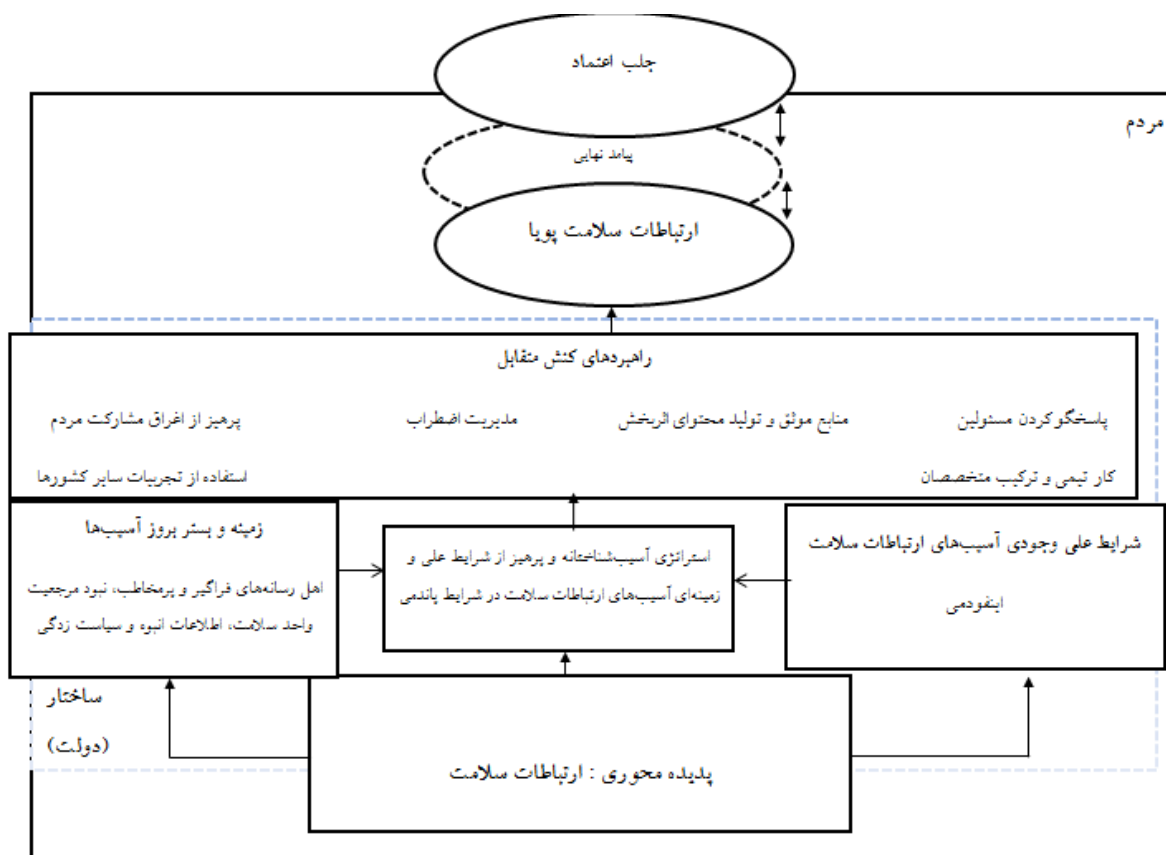 جلب اعتماد
مردم
پیامد نهایی
ارتباطات سلامت پویا
راهبردهای کنش متقابل
پاسخگو کردن مسئولین
منابع موثق و تولید محتوای اثربخش
مدیریت اضطراب
پرهیز از اغراق مشارکت مردم
کار تیمی و ترکیب متخصصان
استفاده از تجربیات سایر کشورها
شرایط علی وجودی آسیب‌های ارتباطات سلامت
اینفودمی
استراتژی آسیب‌شناختانه و پرهیز از شرایط علی و
زمینه‌ای آسیب‌های ارتباطات سلامت در شرایط پاندمی
زمینه و بستر بروز آسیب‌ها
اهل رسانه‌های فراگیر و پرمخاطب، نبود مرجعیت
واحد سلامت، اطلاعات انبوه و سیاست زدگی
ساختار
(دولت)
پدیده محوری : ارتباطات سلامت